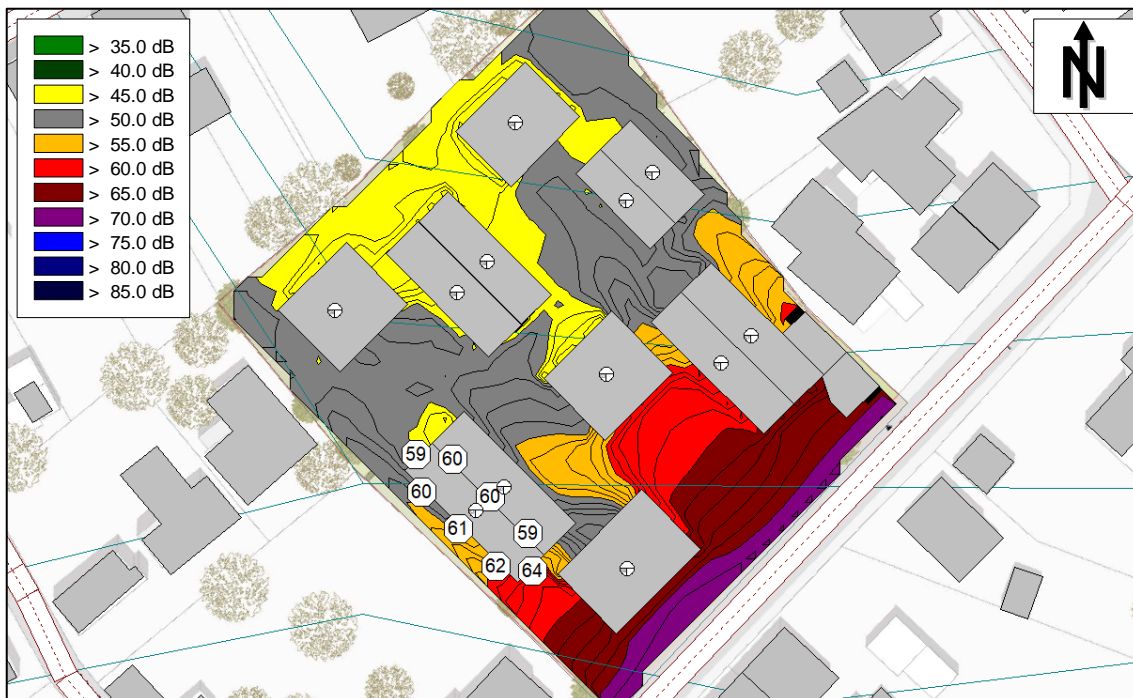 > 35.0 dB
> 40.0 dB
> 45.0 dB
> 50.0 dB
> 55.0 dB
> 60.0 dB
> 65.0 dB
> 70.0 dB
> 75.0 dB
> 80.0 dB
> 85.0 dB
N
59
60
60
60
61
59
62
64